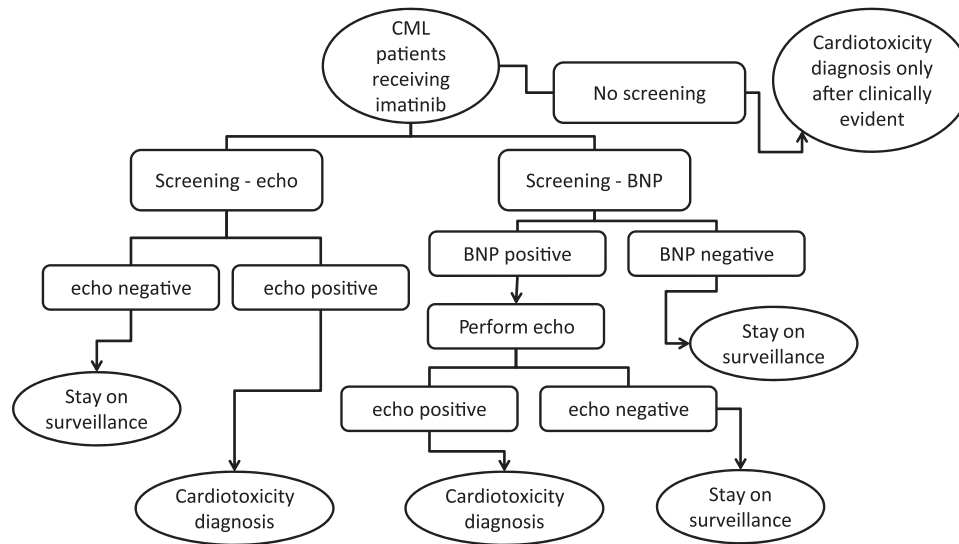 CML
patients
receiving
imatinib
No screening
Cardiotoxicity
diagnosis only
after clinically
evident
Screening - echo
Screening - BNP
echo negative
echo positive
BNP positive
BNP negative
Perform echo
Stay on
surveillance
Stay on
surveillance
echo positive
echo negative
Cardiotoxicity
diagnosis
Cardiotoxicity
diagnosis
Stay on
surveillance